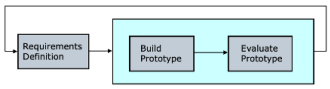 Requirements
Definition
Build
Prototype
Evaluate
Prototype